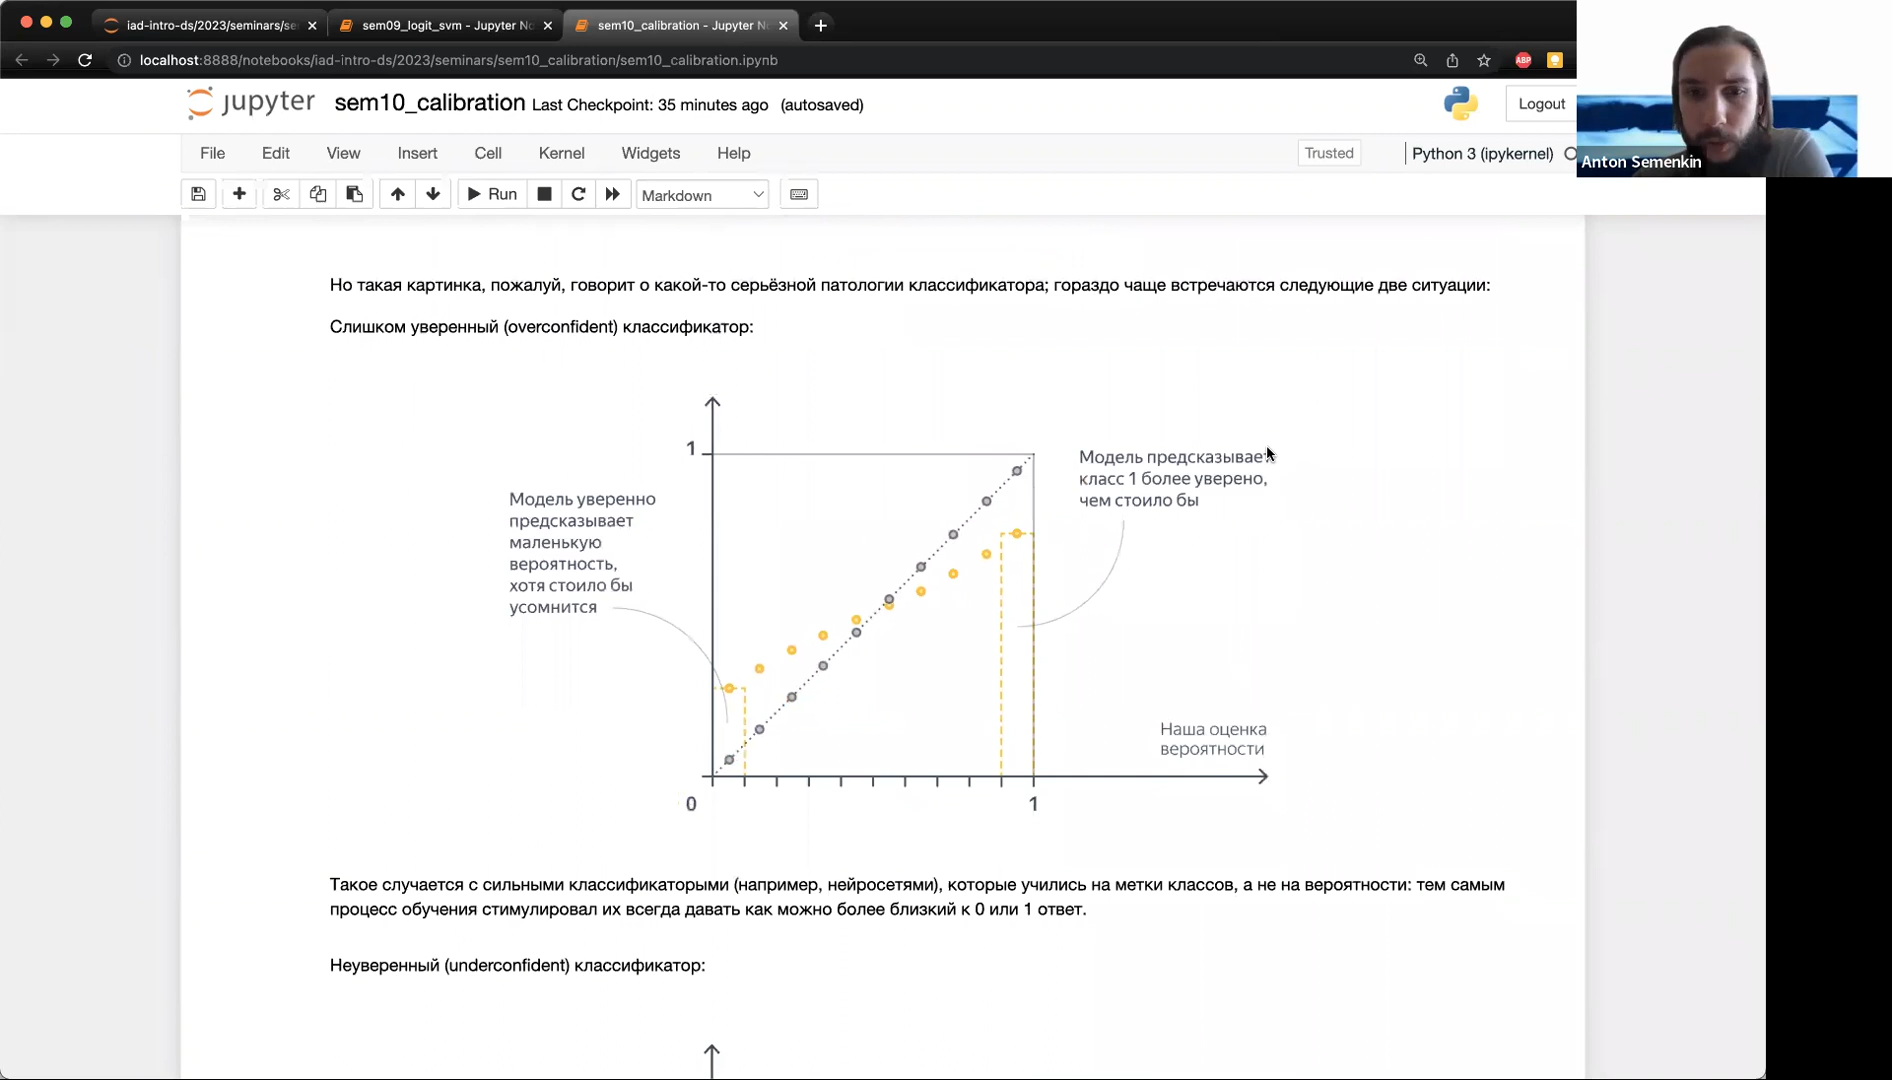 iad-intro-ds/2023/seminars/se
sem09_logit_svm - Jupyter No
sem10_calibration - Jupyter N
localhost:8888/notebooks/iad-intro-ds/2023/seminars/sem10_calibration/sem10_calibration.ipynb
ABP
jupyter sem10_calibration Last Checkpoint: 35 minutes ago (autosaved)
Logout
File Edit View Insert Cell Kernel Widgets Help
Trusted
Python 3 (ipykernel)
Anton Semenkin
Run
Markdown
Но такая картинка, пожалуй, говорит о какой-то серьёзной патологии классификатора; гораздо чаще встречаются следующие две ситуации:
Слишком уверенный (overconfident) классификатор:
1
Модель предсказывает
класс 1 более уверено,
чем стоило бы
Модель уверенно
предсказывает
маленькую
вероятность,
хотя стоило бы
усомнится
Наша оценка
вероятности
0
1
Такое случается с сильными классификаторыми (например, нейросетями), которые учились на метки классов, а не на вероятности: тем самым
процесс обучения стимулировал их всегда давать как можно более близкий к 0 или 1 ответ.
Неуверенный (underconfident) классификатор: